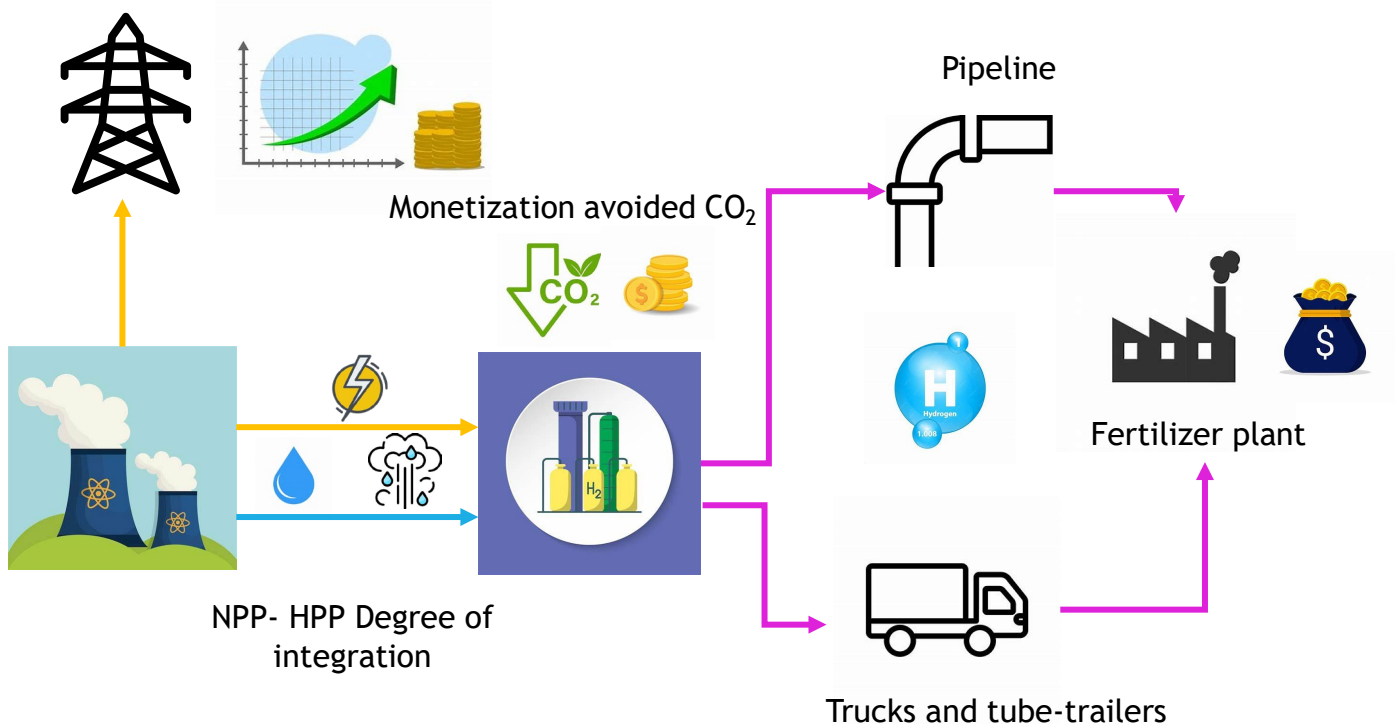 Pipeline
Monetization avoided CO₂
CO₂
$
1
H
Hydrogen
1.008
$
H₂
Fertilizer plant
NPP- HPP Degree of
integration
Trucks and tube-trailers